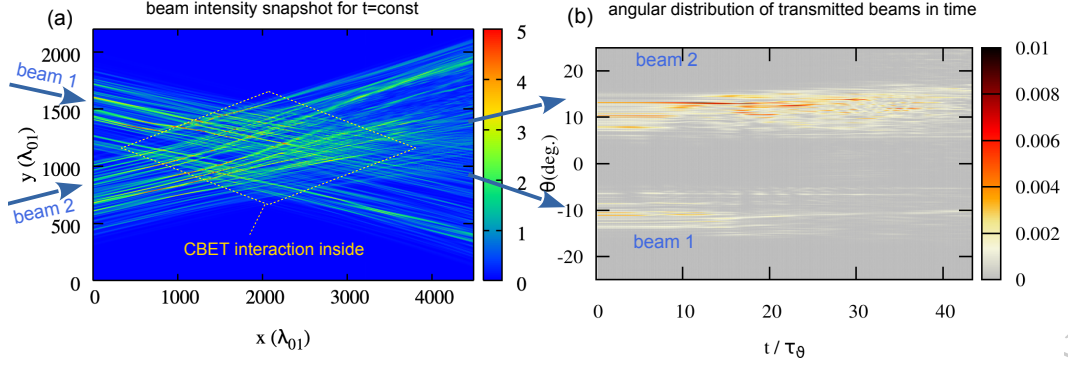 beam intensity snapshot for t=const
(a)
2200
2000
1500
1000
500
0
y (λ01)
beam 1
beam 2
CBET interaction inside
0
1000
2000
3000
4000
x (λ01)
5
4
3
2
1
0
angular distribution of transmitted beams in time
(b)
20
10
0
-10
-20
θ(deg.)
beam 2
beam 1
0
10
20
30
40
t / τϑ
0.01
0.008
0.006
0.004
0.002
0